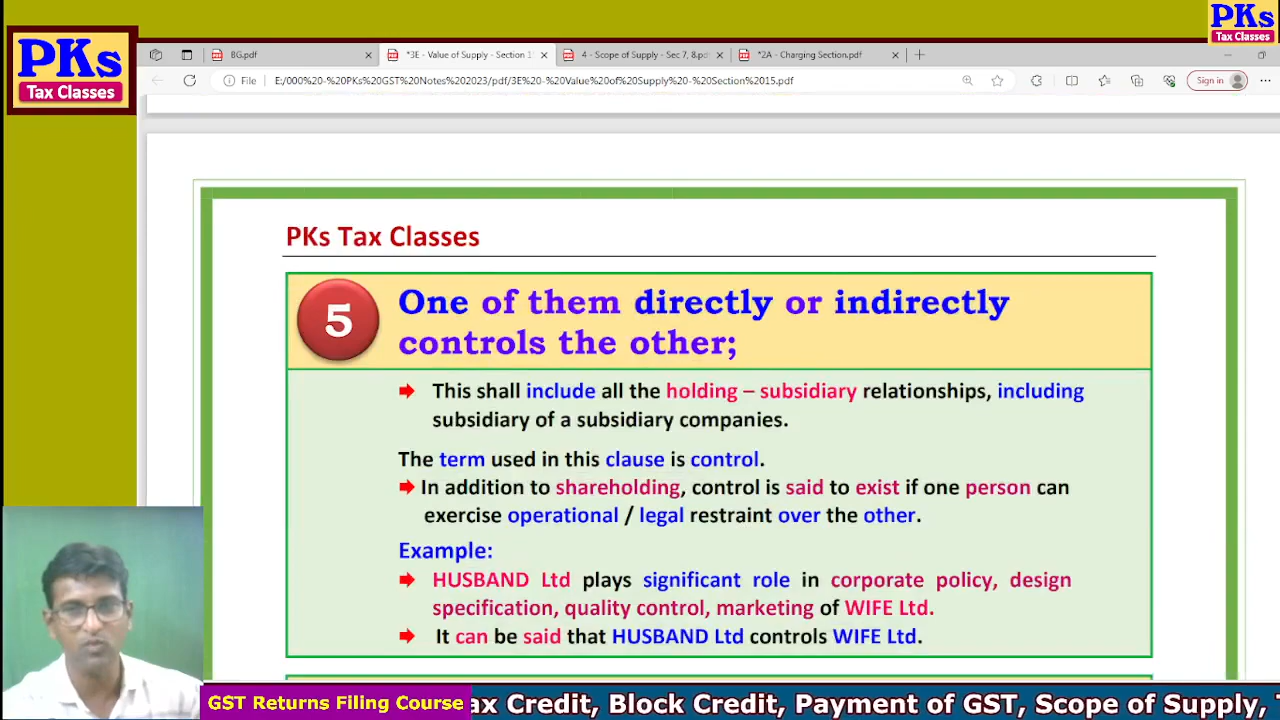 PKs
Tax Classes
PKs
Tax Classes
BG.pdf
*3E - Value of Supply - Section 1
4 - Scope of Supply - Sec 7, 8.pdf
*2A - Charging Section.pdf
File
E:/000%20-%20PKs%20GST%20Notes%202023/pdf/3E%20-%20Value%20of%20Supply%20-%20Section%2015.pdf
Sign in
PKs Tax Classes
5
One of them directly or indirectly
controls the other;
This shall include all the holding – subsidiary relationships, including
subsidiary of a subsidiary companies.
The term used in this clause is control.
In addition to shareholding, control is said to exist if one person can
exercise operational / legal restraint over the other.
Example:
HUSBAND Ltd plays significant role in corporate policy, design
specification, quality control, marketing of WIFE Ltd.
It can be said that HUSBAND Ltd controls WIFE Ltd.
GST Returns Filing Course
ax Credit, Block Credit, Payment of GST, Scope of Supply,